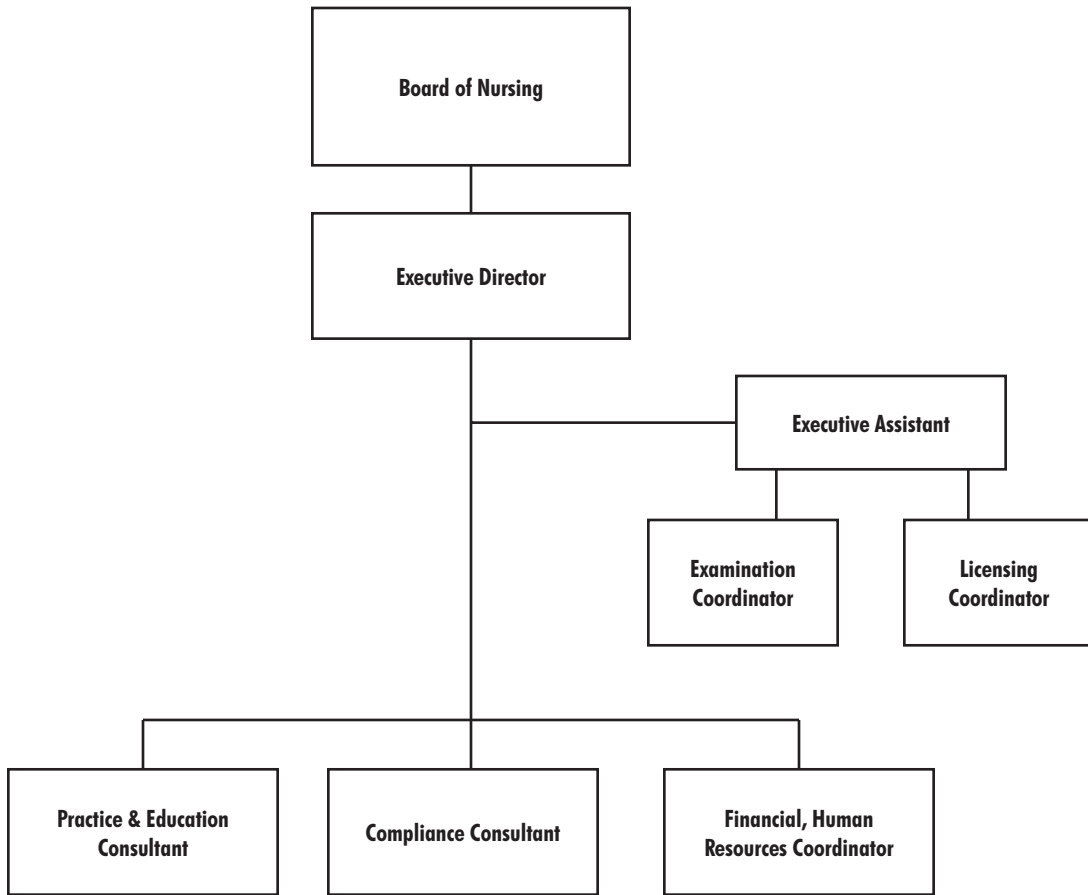 Board of Nursing
Executive Director
Executive Assistant
Examination
Coordinator
Licensing
Coordinator
Practice & Education
Consultant
Compliance Consultant
Financial, Human
Resources Coordinator